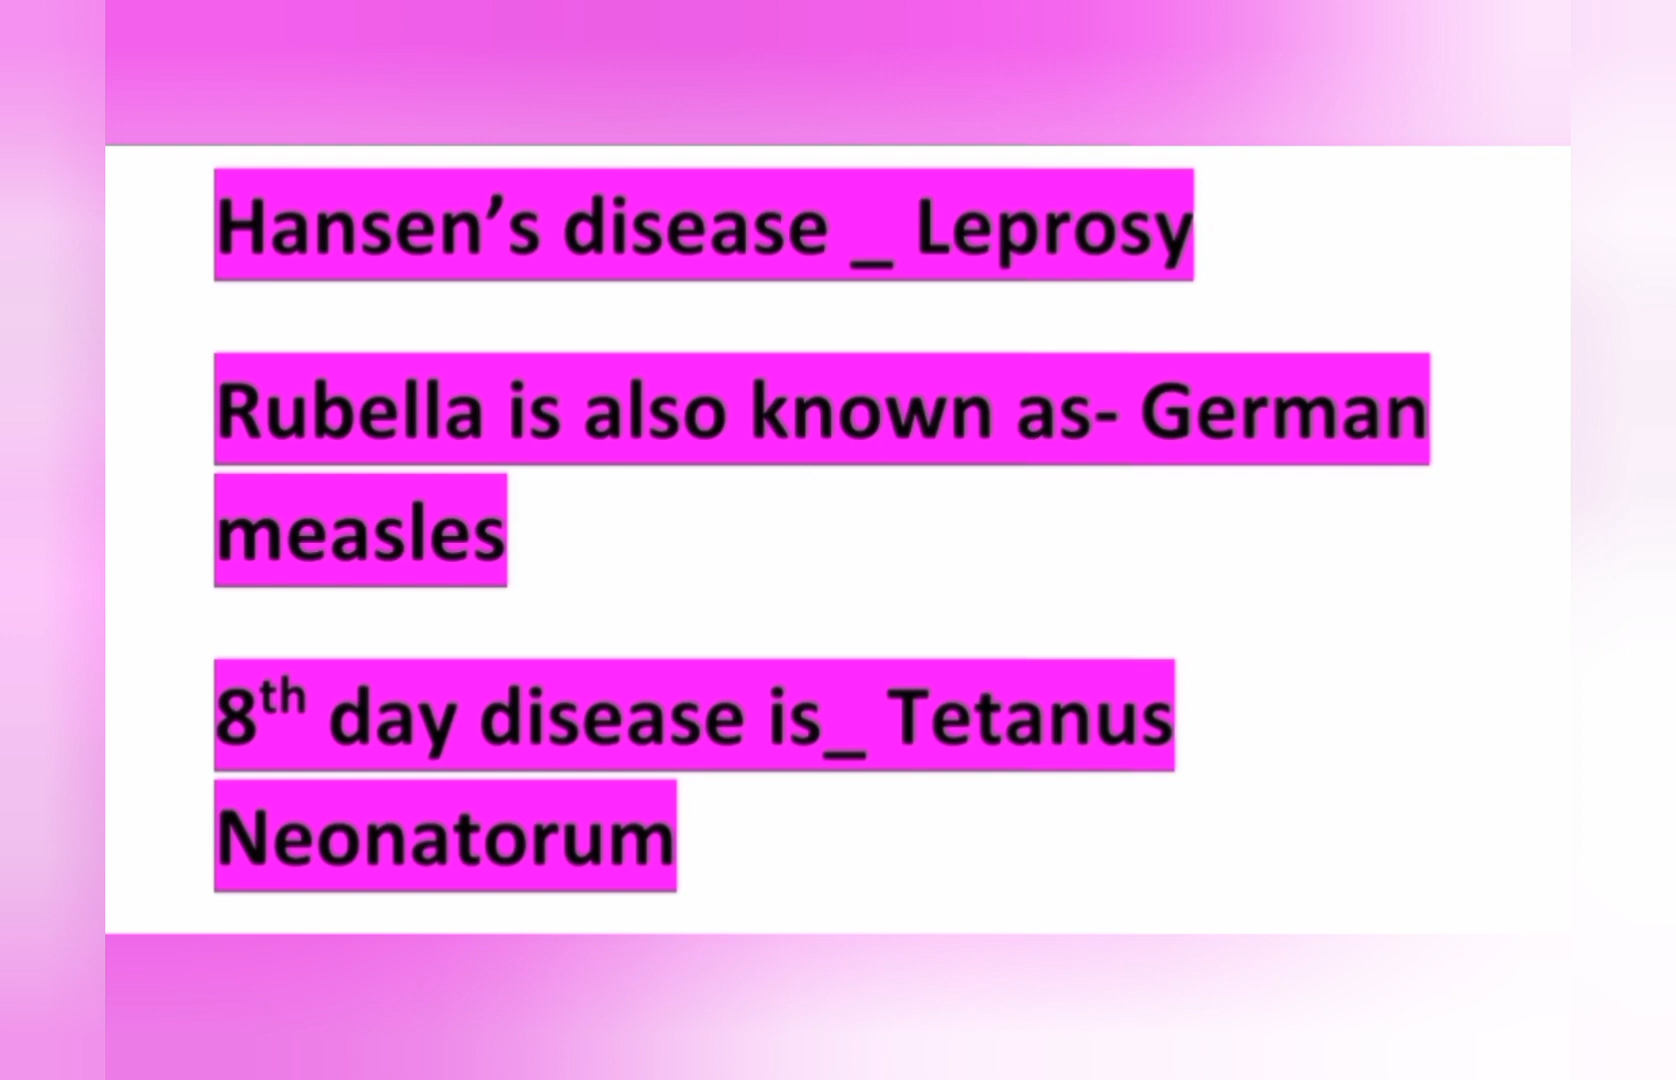 Hansen’s disease _ Leprosy
Rubella is also known as- German
measles
8th day disease is_ Tetanus
Neonatorum